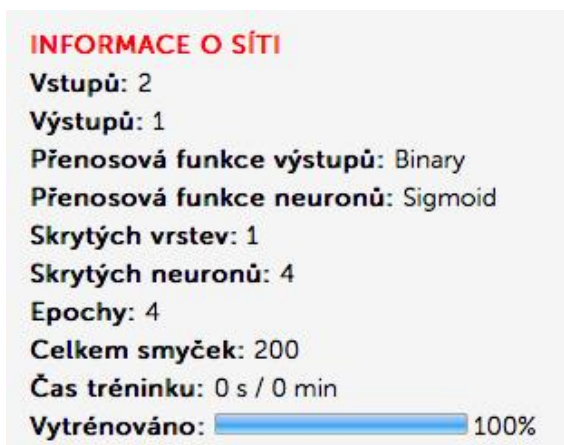 INFORMACE O SÍTI
Vstupů: 2
Výstupů: 1
Přenosová funkce výstupů: Binary
Přenosová funkce neuronů: Sigmoid
Skrytých vrstev: 1
Skrytých neuronů: 4
Epochy: 4
Celkem smyček: 200
Čas tréninku: 0 s / 0 min
Vytrénováno: 100%